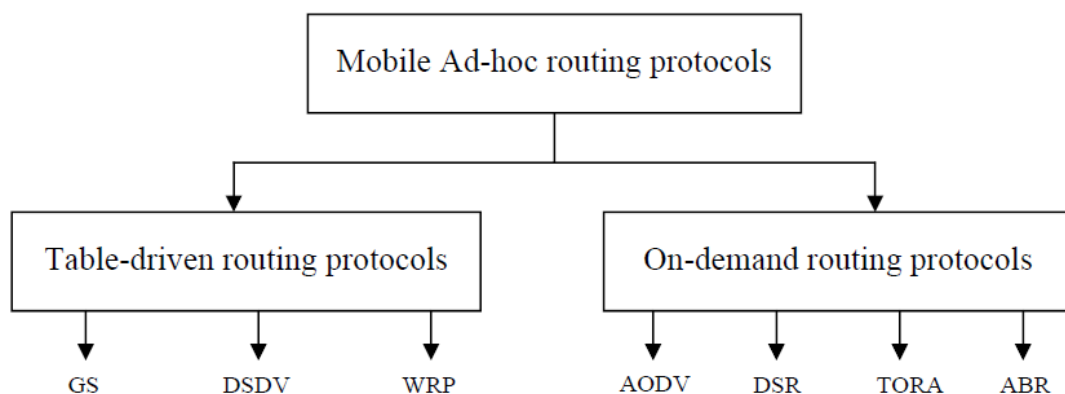 Mobile Ad-hoc routing protocols
Table-driven routing protocols
On-demand routing protocols
GS
DSDV
WRP
AODV
DSR
TORA
ABR